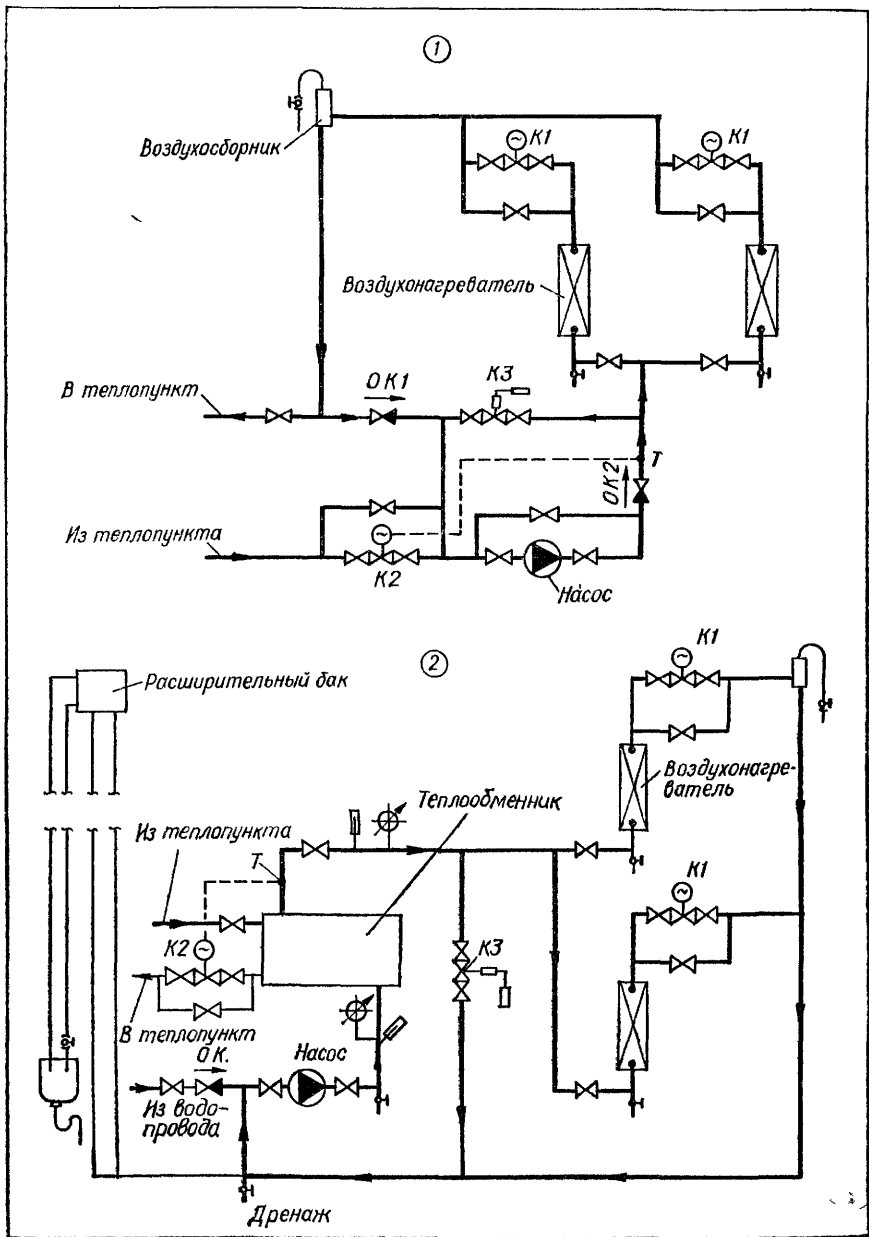 1
К1
К1
Воздухосборник
Воздухонагреватель
В теплопункт
ОК1
К3
Т
ОК2
Из теплопункта
К2
Насос
2
К1
Расширительный бак
Воздухонагре-
ватель
Теплообменник
Из теплопункта
Т
К1
К2
К3
В теплопункт
ОК.
Насос
Из водо-
провода
Дренаж